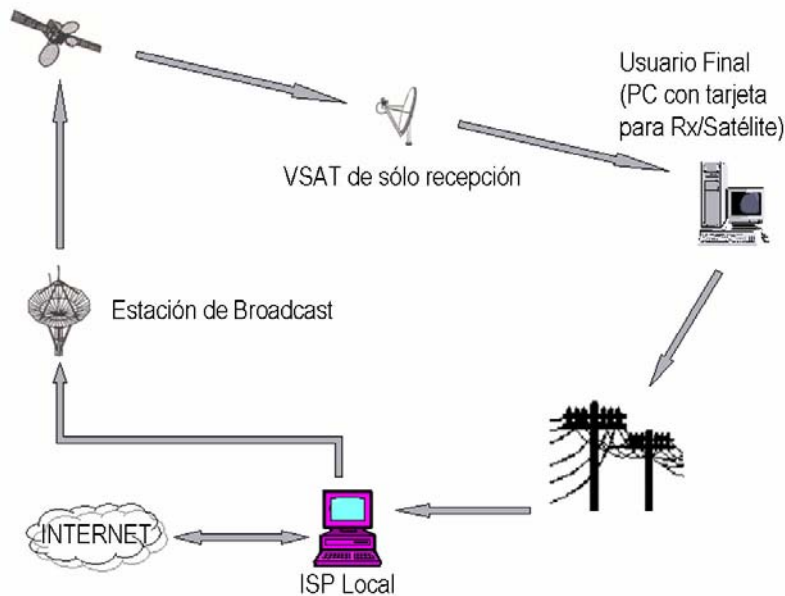 Usuario Final
(PC con tarjeta
para Rx/Satélite)
VSAT de sólo recepción
Estación de Broadcast
INTERNET
ISP Local